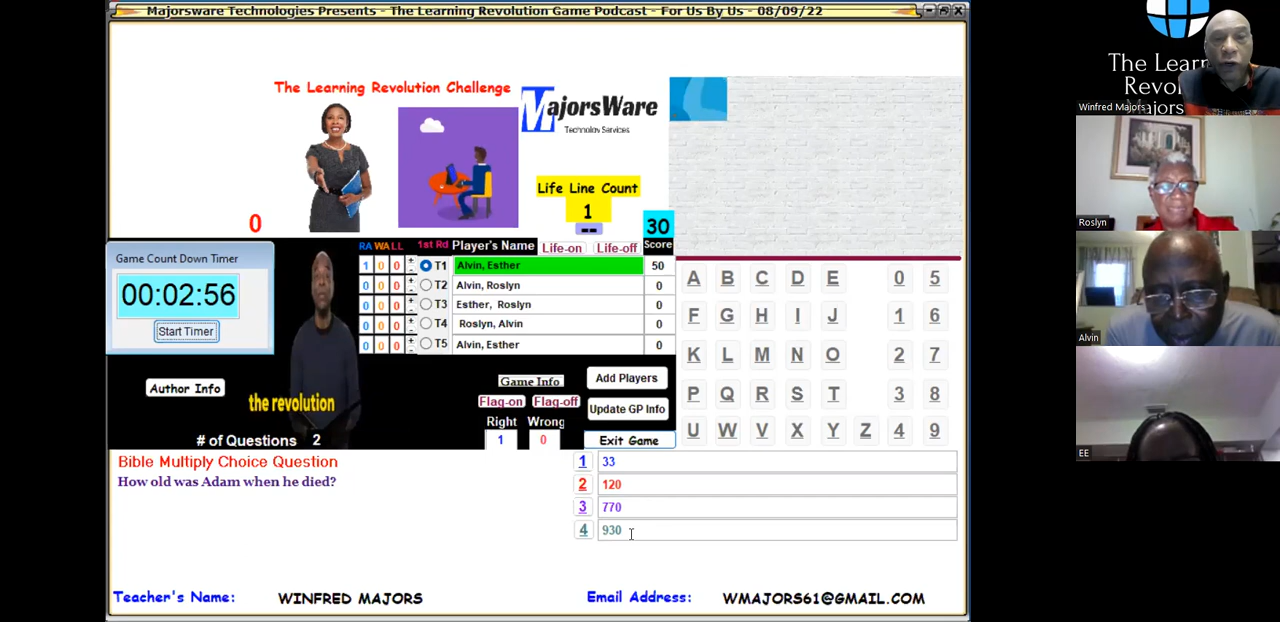 Majorsware Technologies Presents - The Learning Revolution Game Podcast - For Us By Us - 08/09/22
The Learning Revolution Challenge
MajorsWare
Technology Services
Life Line Count
1
--
0
30
Game Count Down Timer
00:02:56
Start Timer
RA WA LL 1st Rd Player's Name Life-on Life-off Score
1 0 0 + - T1 Alvin, Esther 50
0 0 0 + - T2 Alvin, Roslyn 0
0 0 0 + - T3 Esther, Roslyn 0
0 0 0 + - T4 Roslyn, Alvin 0
0 0 0 + - T5 Alvin, Esther 0
Author Info
the revolution
# of Questions 2
Game Info
Flag-on Flag-off
Right Wrong
1 0
Add Players
Update GP Info
Exit Game
A B C D E 0 5
F G H I J 1 6
K L M N O 2 7
P Q R S T 3 8
U W V X Y Z 4 9
Bible Multiply Choice Question
How old was Adam when he died?
1 33
2 120
3 770
4 930
Teacher's Name: WINFRED MAJORS
Email Address: WMAJORS61@GMAIL.COM
The Learn
Revol
Majors
Winfred Majors
Roslyn
Alvin
EE